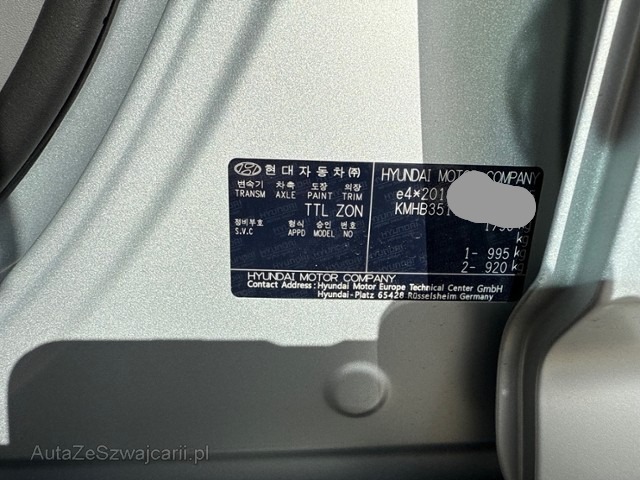 현대자동차㈜
변속기 차축 도장 의장
TRANSM AXLE PAINT TRIM
TTL ZON
정비부호 형식 승인 번호
S.V.C APPD MODEL NO
HYUNDAI MOTOR COMPANY
KMHB351
kg
1- 995 kg
2- 920 kg
HYUNDAI MOTOR COMPANY
Contact Address : Hyundai Motor Europe Technical Center GmbH
Hyundai-Platz 65428 Rüsselsheim Germany
AutaZeSzwajcarii.pl